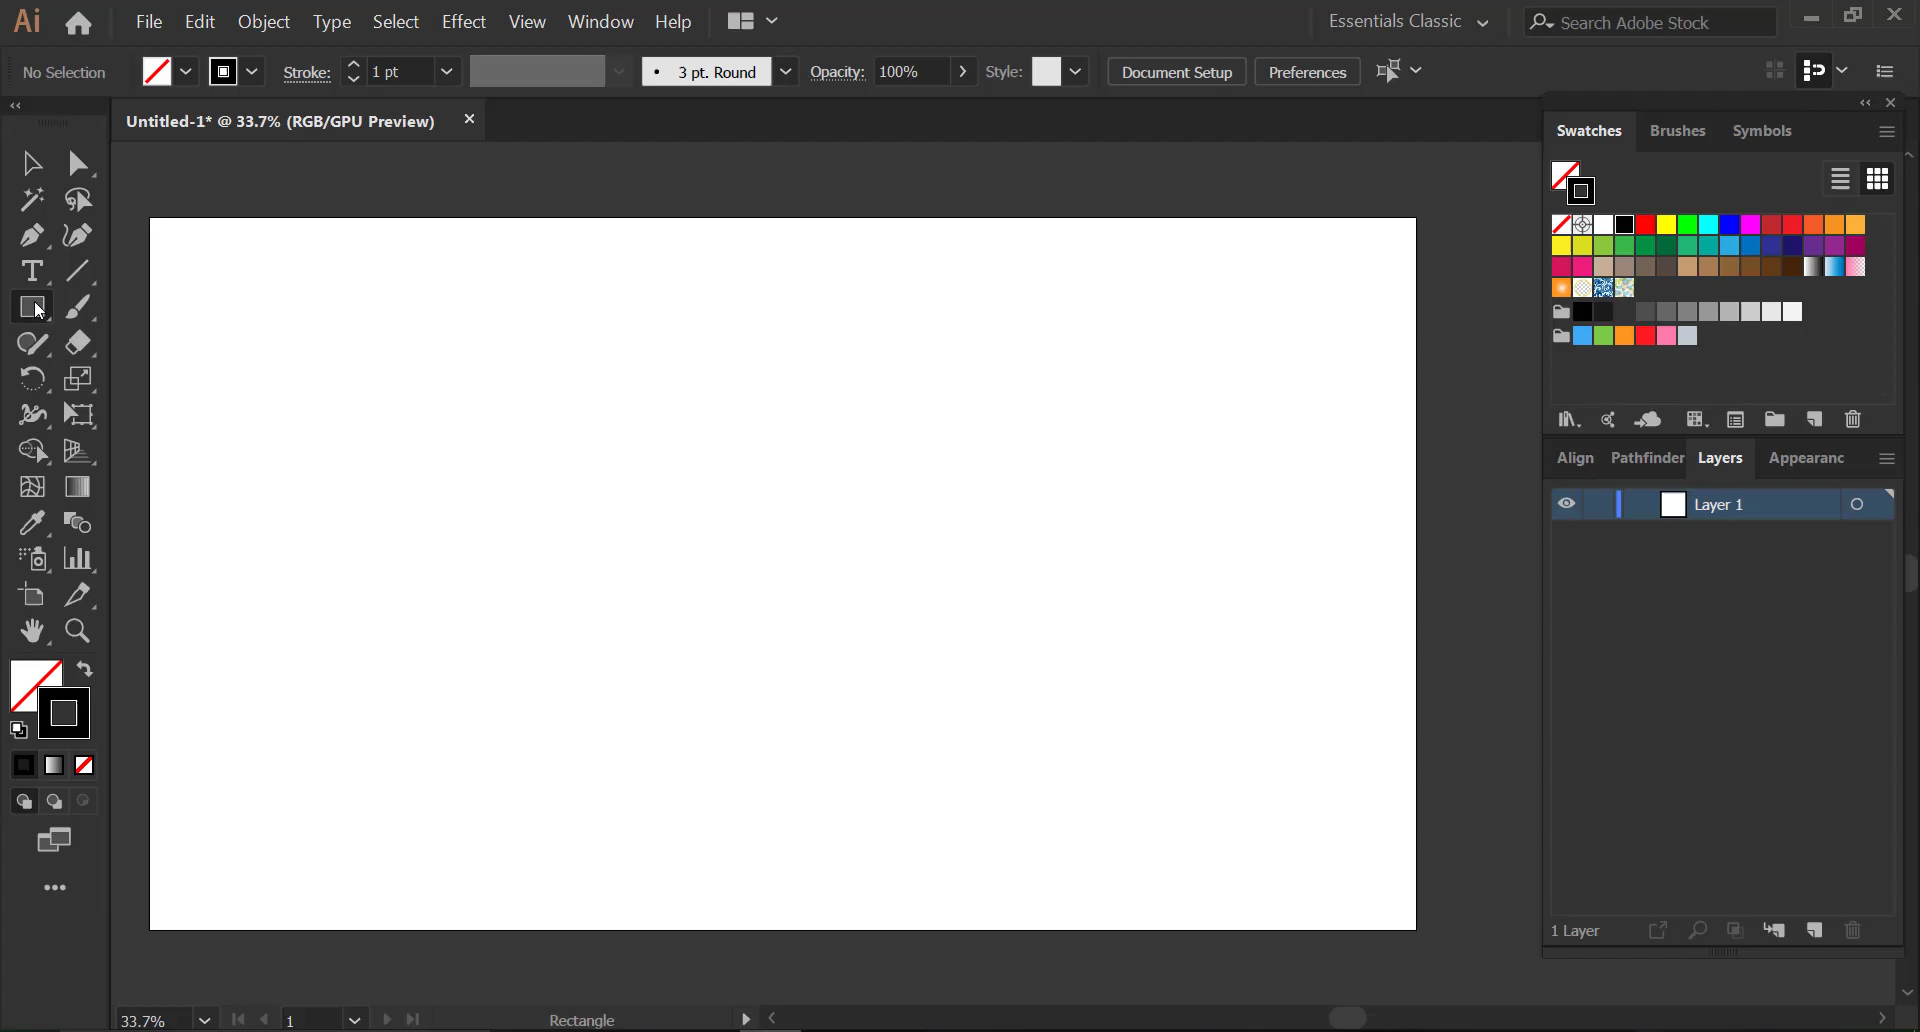 Ai File Edit Object Type Select Effect View Window Help Essentials Classic Search Adobe Stock
No Selection Stroke: 1 pt 3 pt. Round Opacity: 100% Style: Document Setup Preferences
Untitled-1* @ 33.7% (RGB/GPU Preview)
Swatches Brushes Symbols
Align Pathfinder Layers Appearanc
Layer 1
1 Layer
33.7% 1 Rectangle